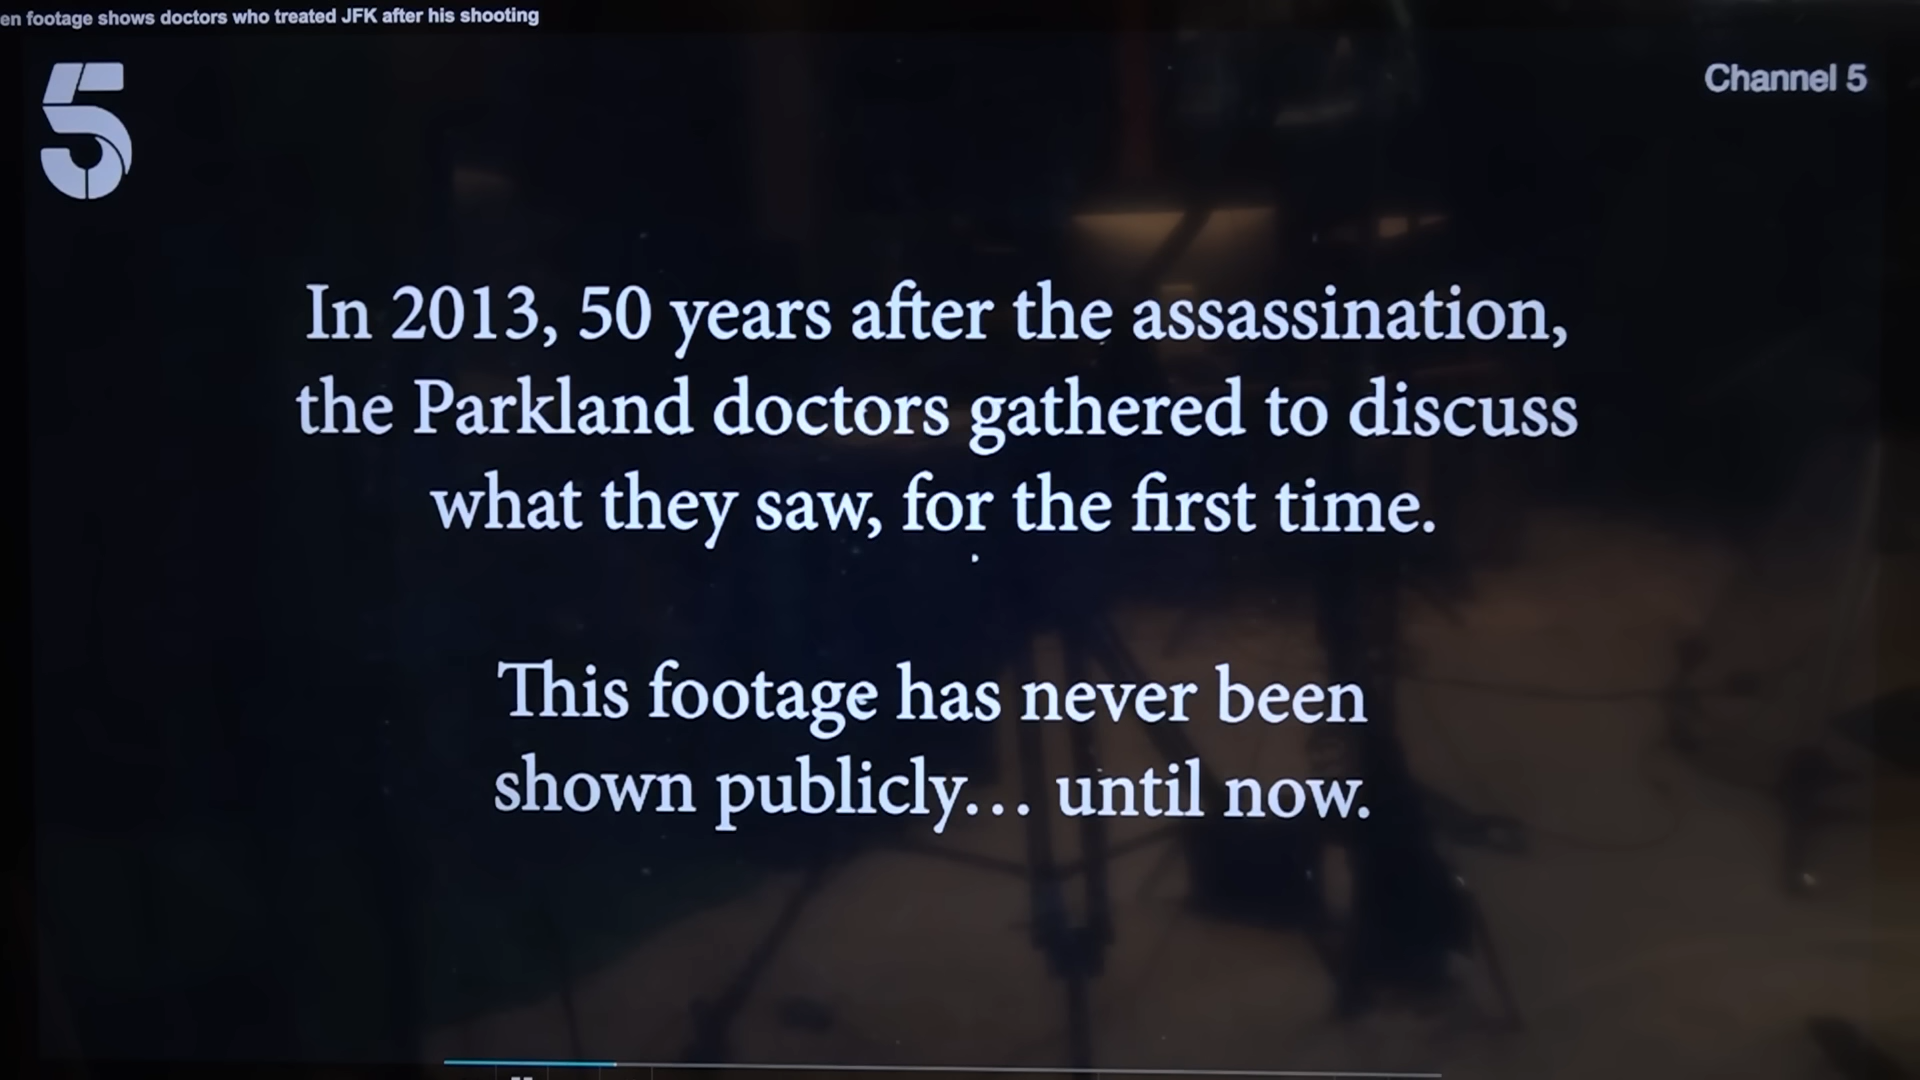 en footage shows doctors who treated JFK after his shooting
5
Channel 5
In 2013, 50 years after the assassination,
the Parkland doctors gathered to discuss
what they saw, for the first time.
This footage has never been
shown publicly... until now.